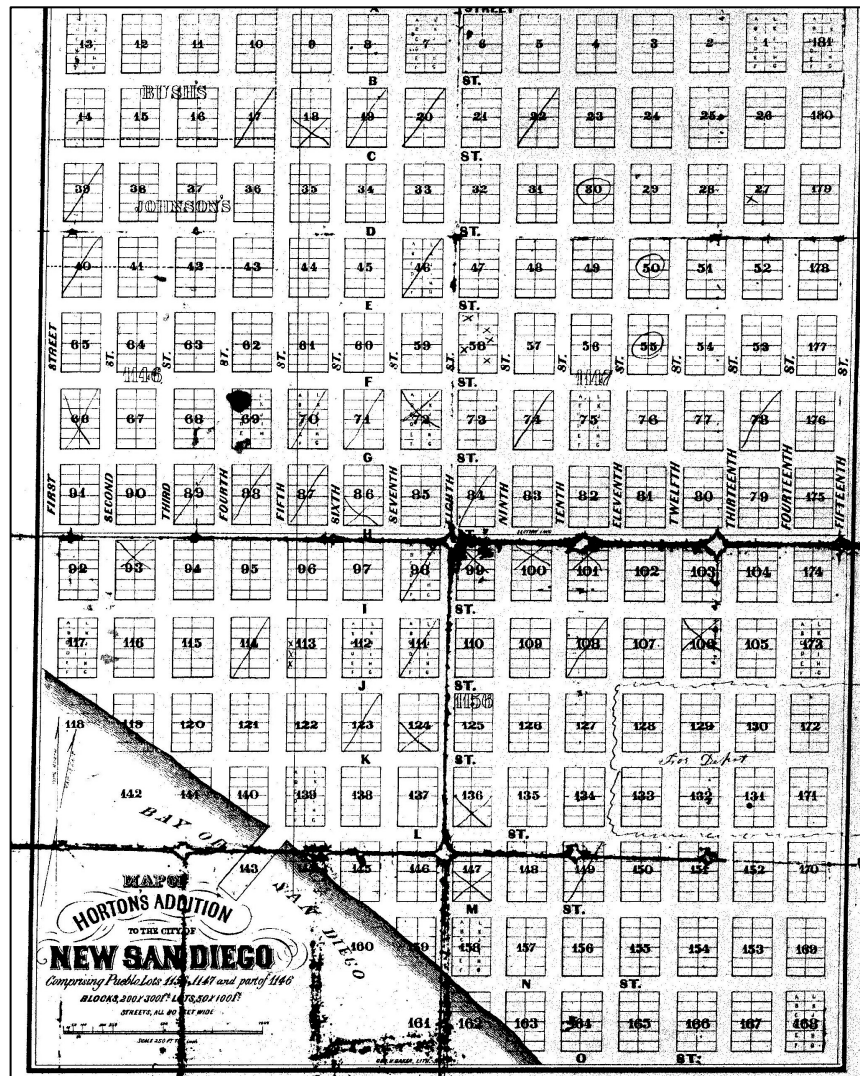 A STREET
13 12 11 10 9 8 7 6 5 4 3 2 1 181
B ST.
BUSH'S
14 15 16 17 18 19 20 21 22 23 24 25 26 180
C ST.
39 38 37 36 35 34 33 32 31 30 29 28 27 179
JOHNSON'S
D ST.
40 41 42 43 44 45 46 47 48 49 50 51 52 178
E ST.
65 64 63 62 61 60 59 58 57 56 55 54 53 177
STREET ST. ST. ST. ST. ST. ST. ST. ST. ST. ST. ST. ST. ST. ST.
1146 1147
F ST.
66 67 68 69 70 71 72 73 74 75 76 77 78 176
G ST.
91 90 89 88 87 86 85 84 83 82 81 80 79 175
FIRST SECOND THIRD FOURTH FIFTH SIXTH SEVENTH EIGHTH NINTH TENTH ELEVENTH TWELFTH THIRTEENTH FOURTEENTH FIFTEENTH
H ST.
92 93 94 95 96 97 98 99 100 101 102 103 104 174
I ST.
117 116 115 114 113 112 111 110 109 108 107 106 105 173
J ST.
1156
118 119 120 121 122 123 124 125 126 127 128 129 130 172
K ST.
For Depot
142 141 140 139 138 137 136 135 134 133 132 131 171
L ST.
143 145 146 147 148 149 150 151 152 170
BAY OF SAN DIEGO
M ST.
160 159 158 157 156 155 154 153 169
N ST.
161 162 163 164 165 166 167 168
O ST.
MAP OF
HORTON'S ADDITION
TO THE CITY OF
NEW SAN DIEGO
Comprising Pueblo Lots 1156, 1147 and part of 1146
BLOCKS, 200 X 300 ft LOTS, 50 X 100 ft
STREETS, ALL 80 FEET WIDE